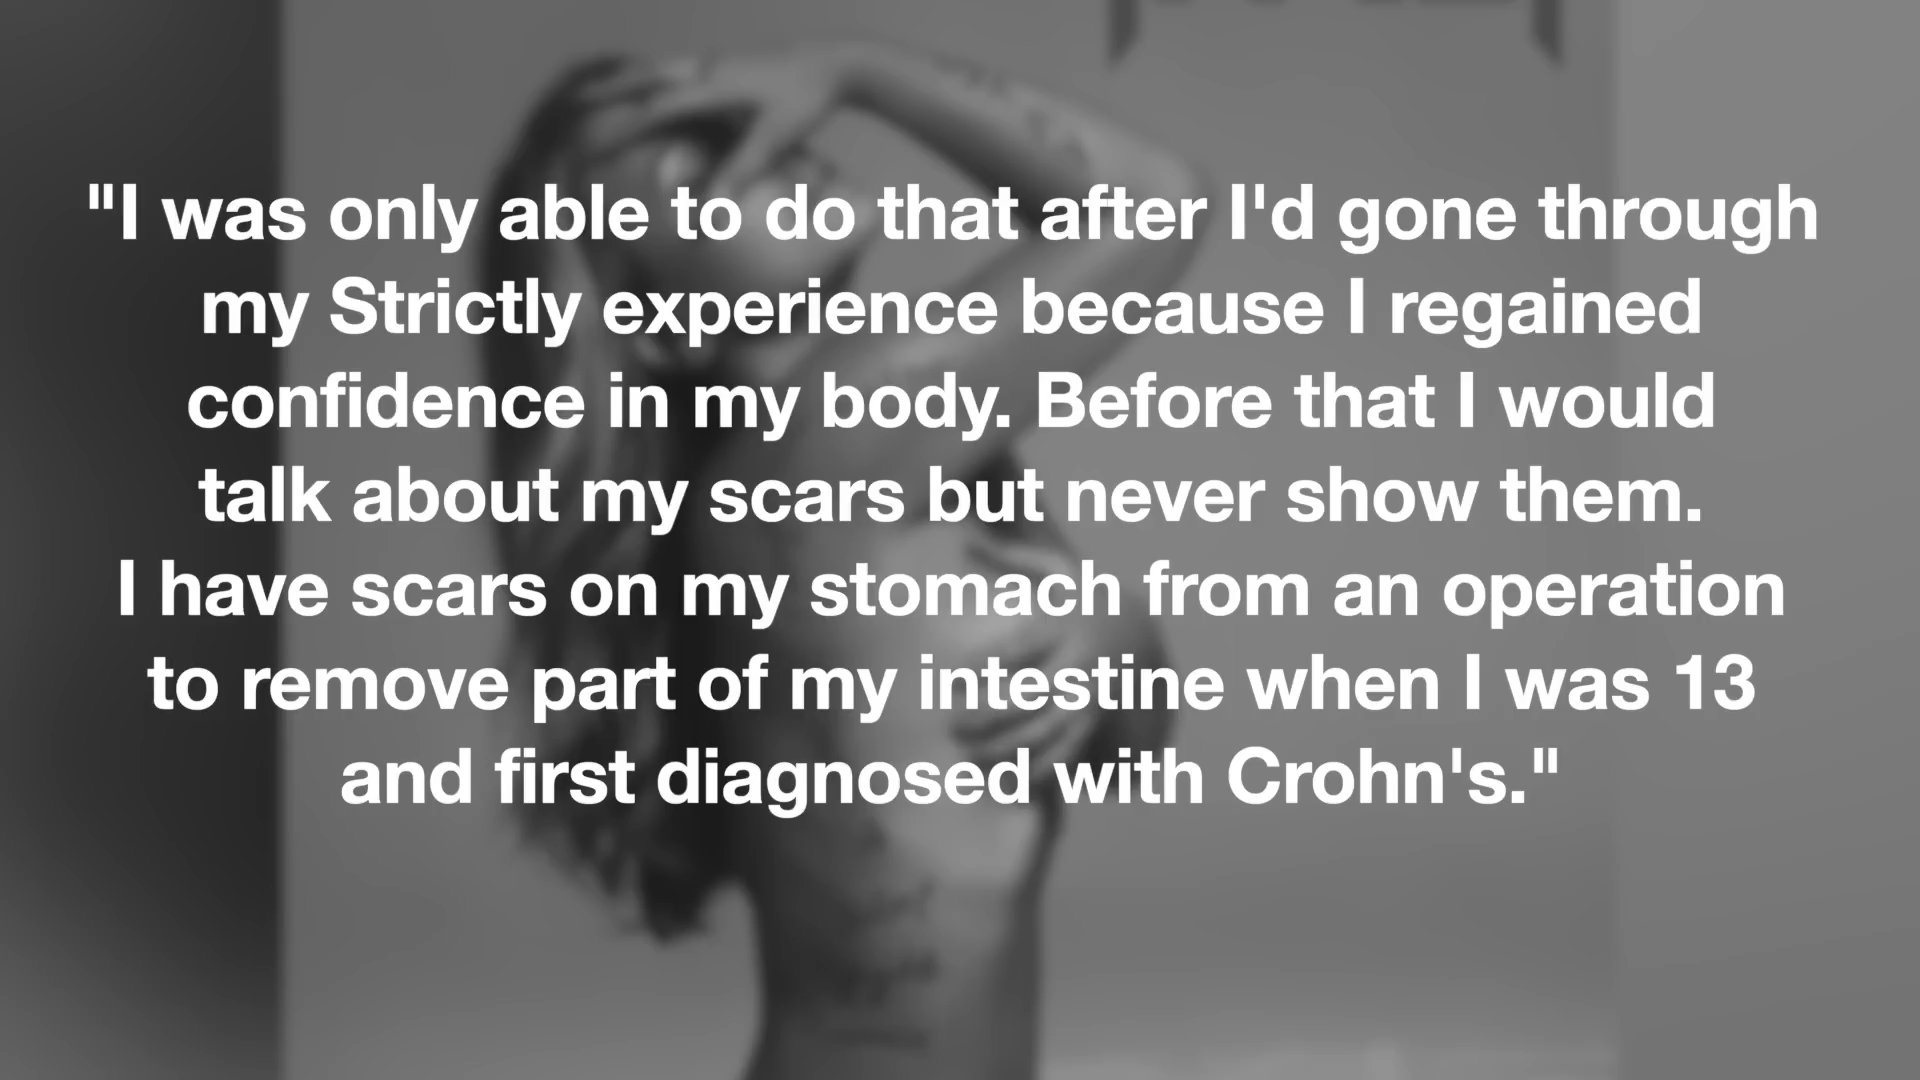 "I was only able to do that after I'd gone through
my Strictly experience because I regained
confidence in my body. Before that I would
talk about my scars but never show them.
I have scars on my stomach from an operation
to remove part of my intestine when I was 13
and first diagnosed with Crohn's."